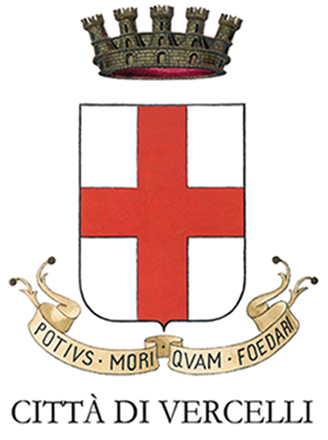 POTIVS · MORI QVAM · FOEDARI
CITTÀ DI VERCELLI